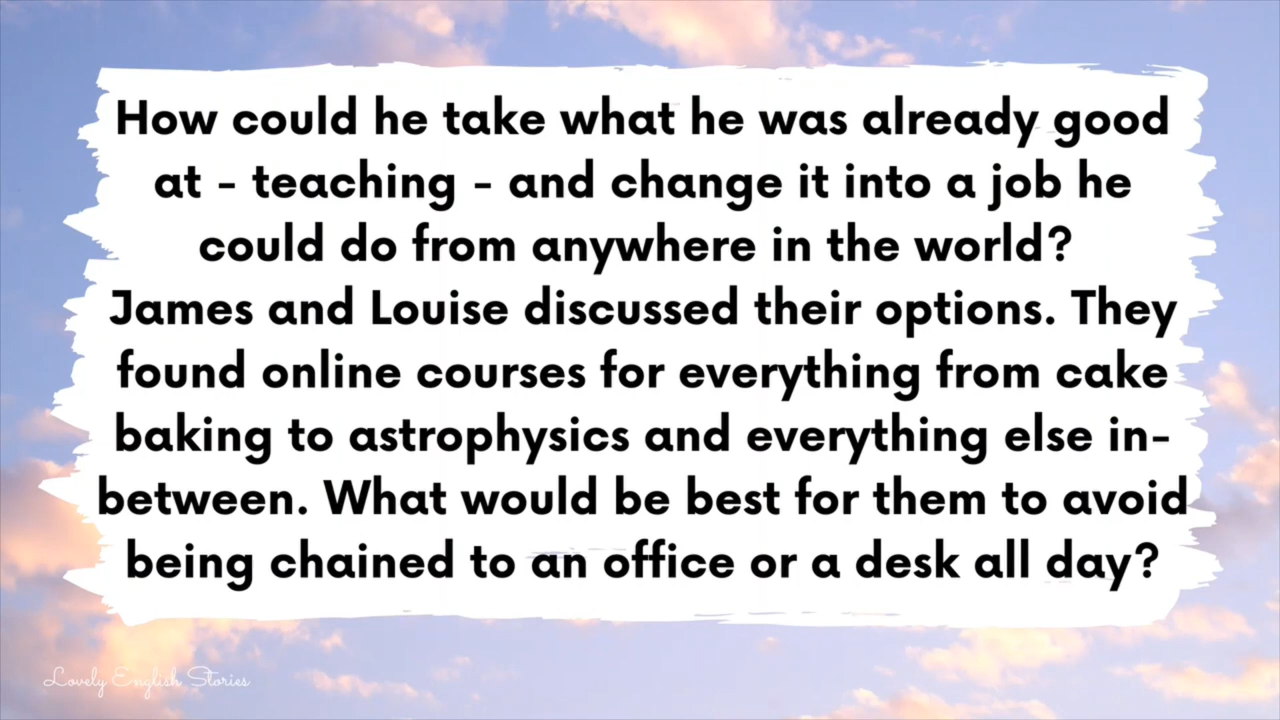 How could he take what he was already good
at - teaching - and change it into a job he
could do from anywhere in the world?
James and Louise discussed their options. They
found online courses for everything from cake
baking to astrophysics and everything else in-
between. What would be best for them to avoid
being chained to an office or a desk all day?
Lovely English Stories